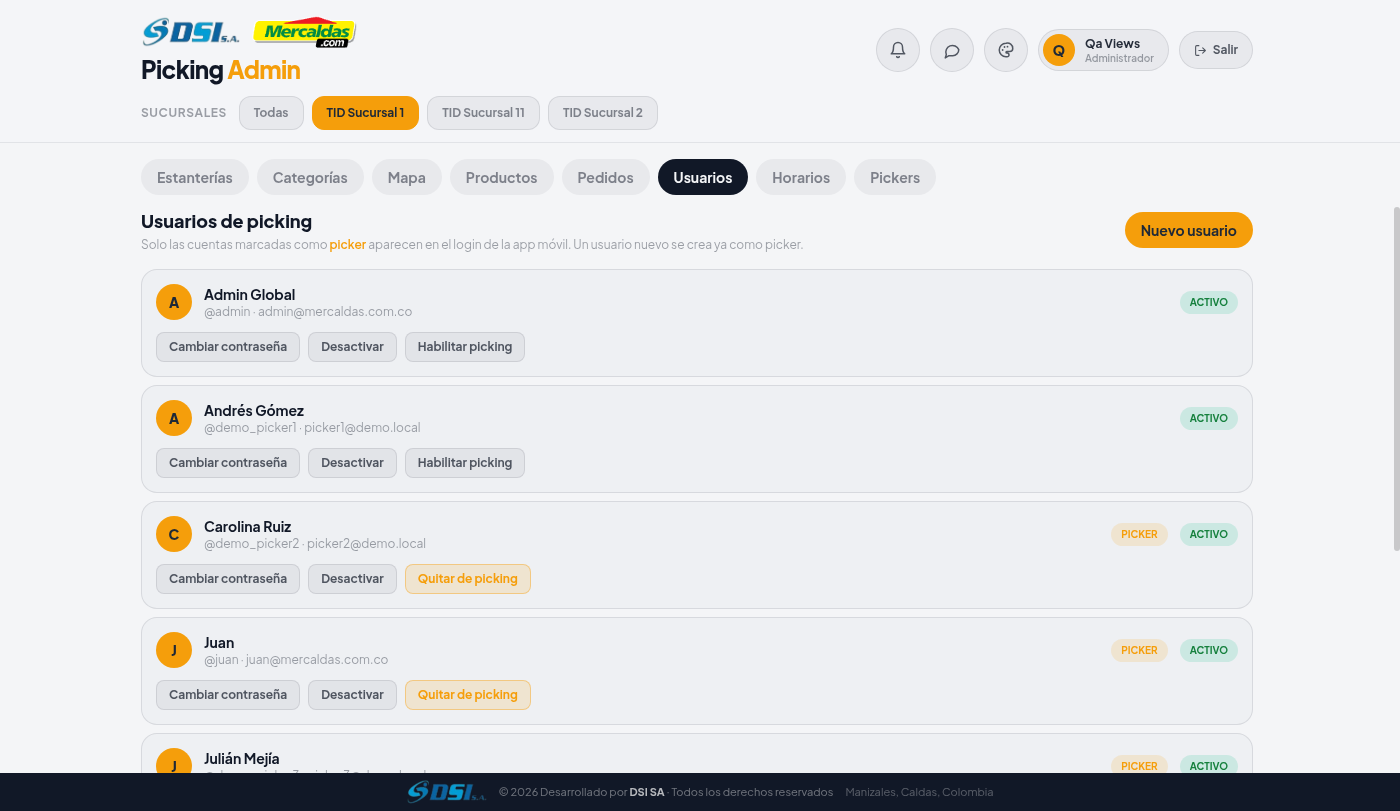 DSI S.A.
Mercaldas
.com
Picking Admin
Qa Views
Administrador
Q
Salir
SUCURSALES
Todas
TID Sucursal 1
TID Sucursal 11
TID Sucursal 2
Estanterías
Categorías
Mapa
Productos
Pedidos
Usuarios
Horarios
Pickers
Usuarios de picking
Solo las cuentas marcadas como picker aparecen en el login de la app móvil. Un usuario nuevo se crea ya como picker.
Nuevo usuario
A
Admin Global
@admin · admin@mercaldas.com.co
ACTIVO
Cambiar contraseña
Desactivar
Habilitar picking
A
Andrés Gómez
@demo_picker1 · picker1@demo.local
ACTIVO
Cambiar contraseña
Desactivar
Habilitar picking
C
Carolina Ruiz
@demo_picker2 · picker2@demo.local
PICKER
ACTIVO
Cambiar contraseña
Desactivar
Quitar de picking
J
Juan
@juan · juan@mercaldas.com.co
PICKER
ACTIVO
Cambiar contraseña
Desactivar
Quitar de picking
J
Julián Mejía
PICKER
ACTIVO
DSI S.A.
© 2026 Desarrollado por DSI SA · Todos los derechos reservados
Manizales, Caldas, Colombia